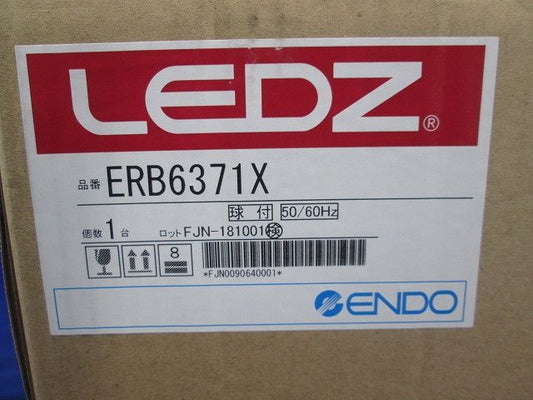 LEDZ®
品番 ERB6371X
球付 50/60Hz
個数 1台 ロット FJN-181001 検
8
*FJN0090640001*
ENDO